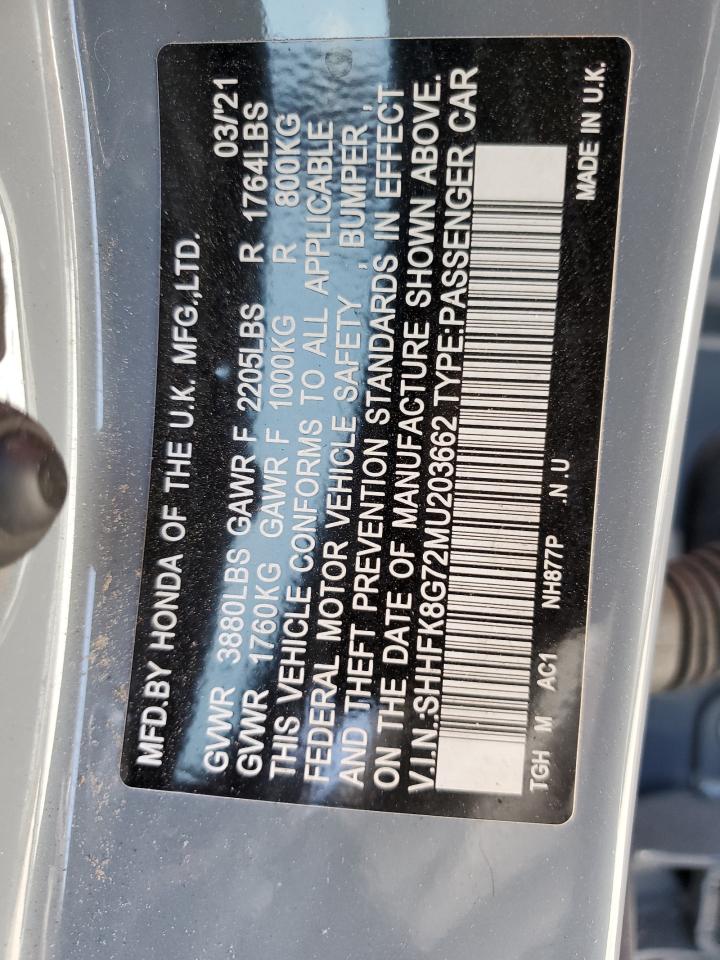 MFD.BY HONDA OF THE U.K. MFG.,LTD. 03/'21
GVWR 3880LBS GAWR F 2205LBS R 1764LBS
GVWR 1760KG GAWR F 1000KG R 800KG
THIS VEHICLE CONFORMS TO ALL APPLICABLE
FEDERAL MOTOR VEHICLE SAFETY , BUMPER ,
AND THEFT PREVENTION STANDARDS IN EFFECT
ON THE DATE OF MANUFACTURE SHOWN ABOVE.
V.I.N.:SHHFK8G72MU203662 TYPE:PASSENGER CAR
TGH M AC1 NH877P .N.U MADE IN U.K.